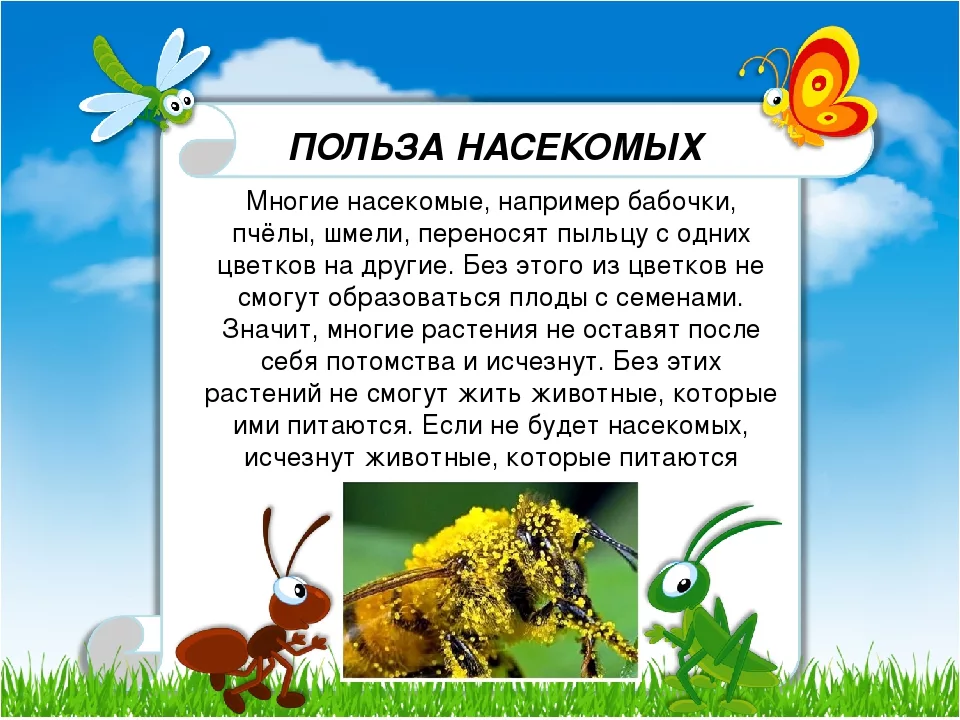 ПОЛЬЗА НАСЕКОМЫХ
Многие насекомые, например бабочки,
пчёлы, шмели, переносят пыльцу с одних
цветков на другие. Без этого из цветков не
смогут образоваться плоды с семенами.
Значит, многие растения не оставят после
себя потомства и исчезнут. Без этих
растений не смогут жить животные, которые
ими питаются. Если не будет насекомых,
исчезнут животные, которые питаются